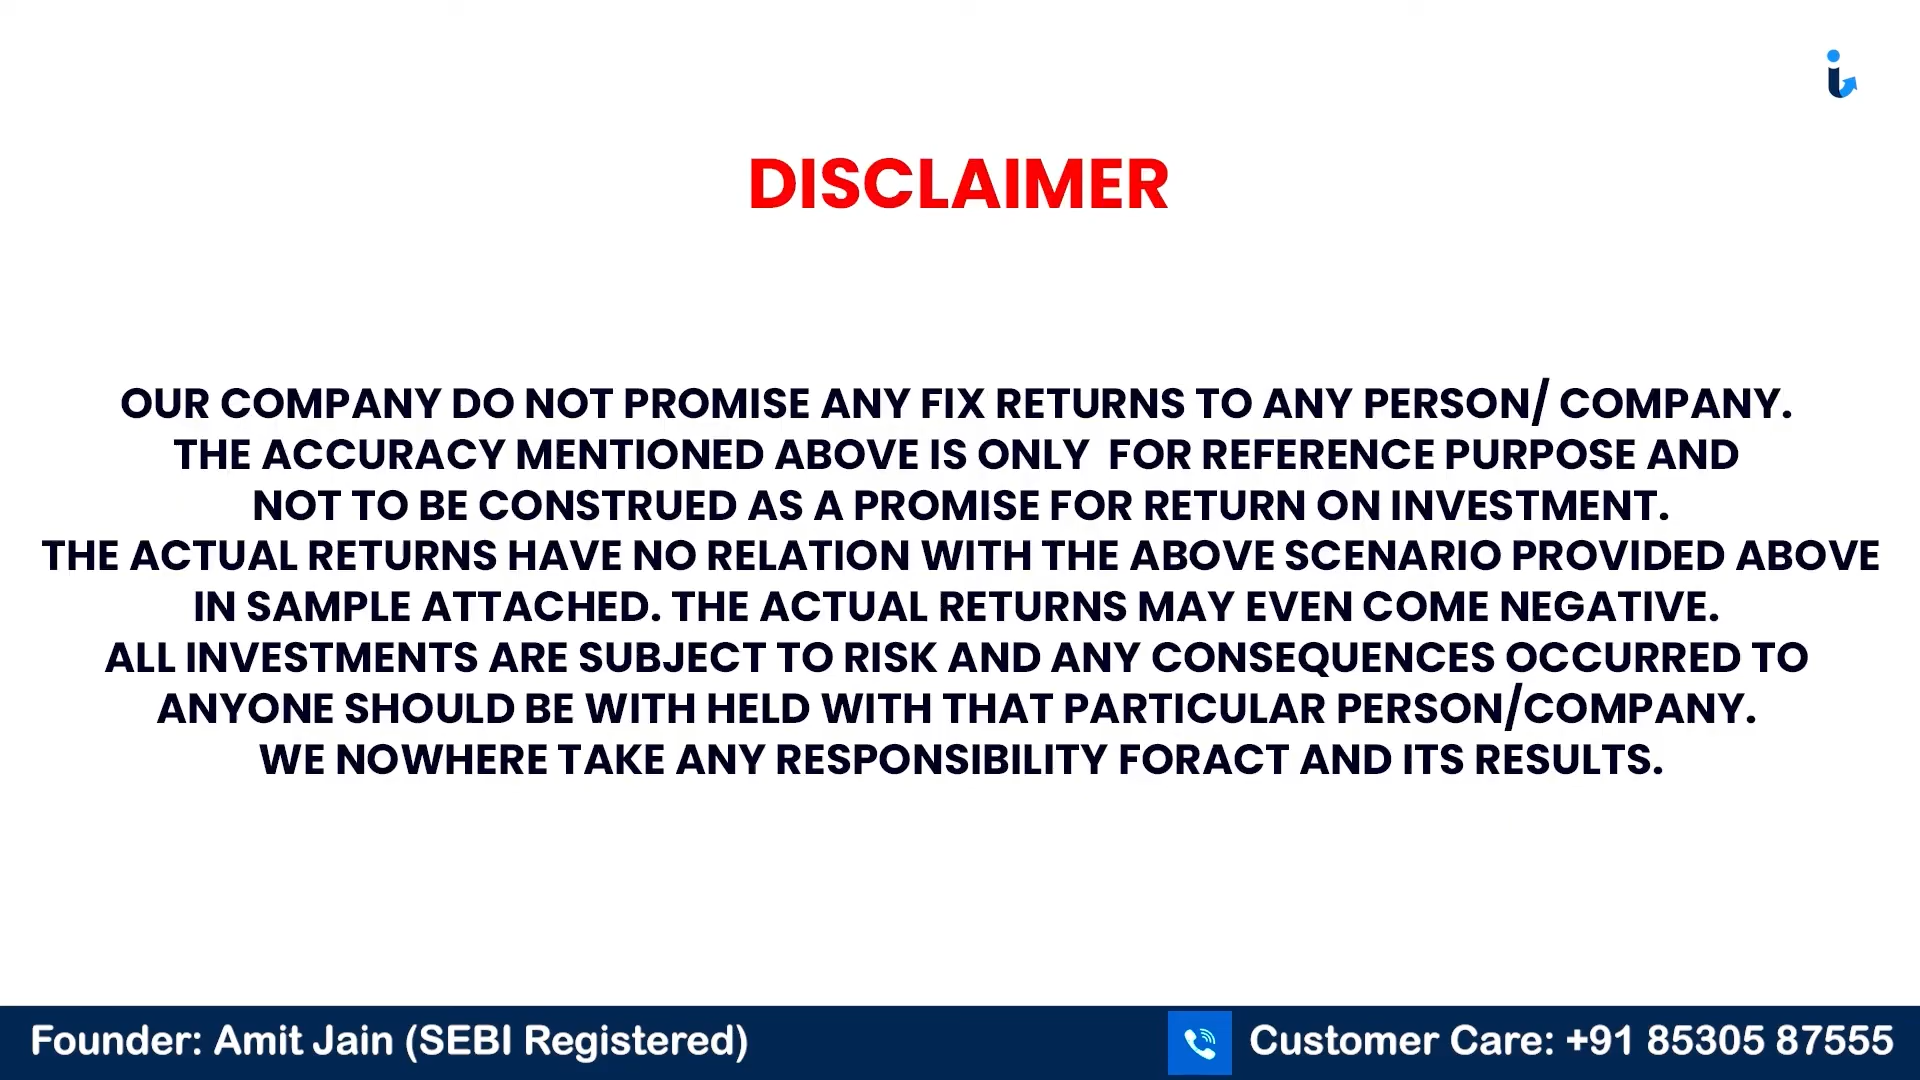 DISCLAIMER
OUR COMPANY DO NOT PROMISE ANY FIX RETURNS TO ANY PERSON/ COMPANY.
THE ACCURACY MENTIONED ABOVE IS ONLY  FOR REFERENCE PURPOSE AND
NOT TO BE CONSTRUED AS A PROMISE FOR RETURN ON INVESTMENT.
THE ACTUAL RETURNS HAVE NO RELATION WITH THE ABOVE SCENARIO PROVIDED ABOVE
IN SAMPLE ATTACHED. THE ACTUAL RETURNS MAY EVEN COME NEGATIVE.
ALL INVESTMENTS ARE SUBJECT TO RISK AND ANY CONSEQUENCES OCCURRED TO
ANYONE SHOULD BE WITH HELD WITH THAT PARTICULAR PERSON/COMPANY.
WE NOWHERE TAKE ANY RESPONSIBILITY FORACT AND ITS RESULTS.
Founder: Amit Jain (SEBI Registered)
Customer Care: +91 85305 87555